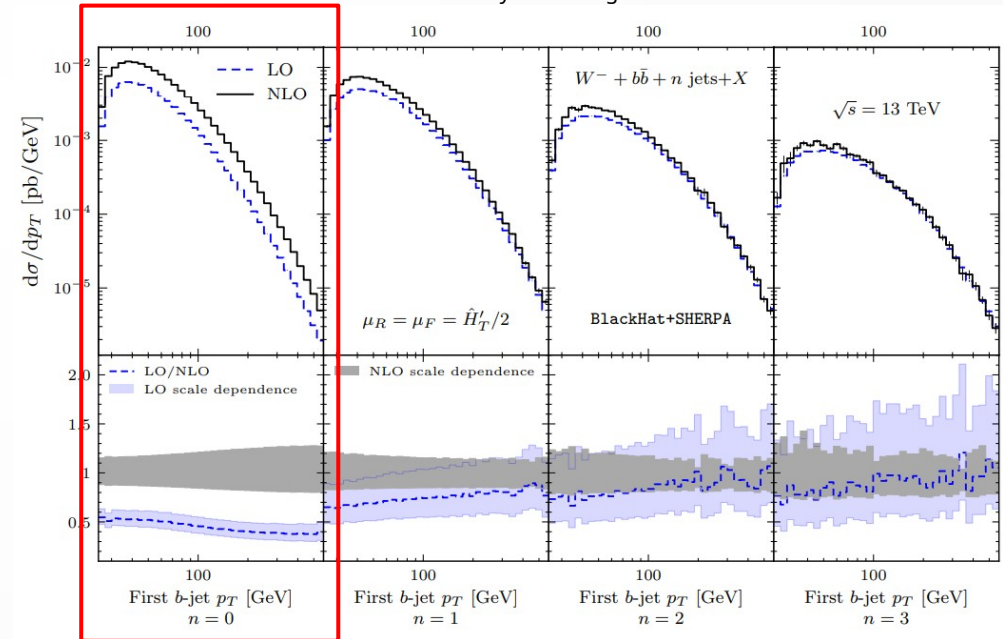 100 100 100 100
10⁻² LO W⁻ + bb̄ + n jets+X
NLO √s = 13 TeV
10⁻³
dσ/dp_T [pb/GeV]
10⁻⁴
10⁻⁵
μ_R = μ_F = Ĥ′_T/2 BlackHat+SHERPA
2.0 LO/NLO NLO scale dependence
LO scale dependence
1.5
1
0.5
100 100 100 100
First b-jet p_T [GeV] First b-jet p_T [GeV] First b-jet p_T [GeV] First b-jet p_T [GeV]
n = 0 n = 1 n = 2 n = 3